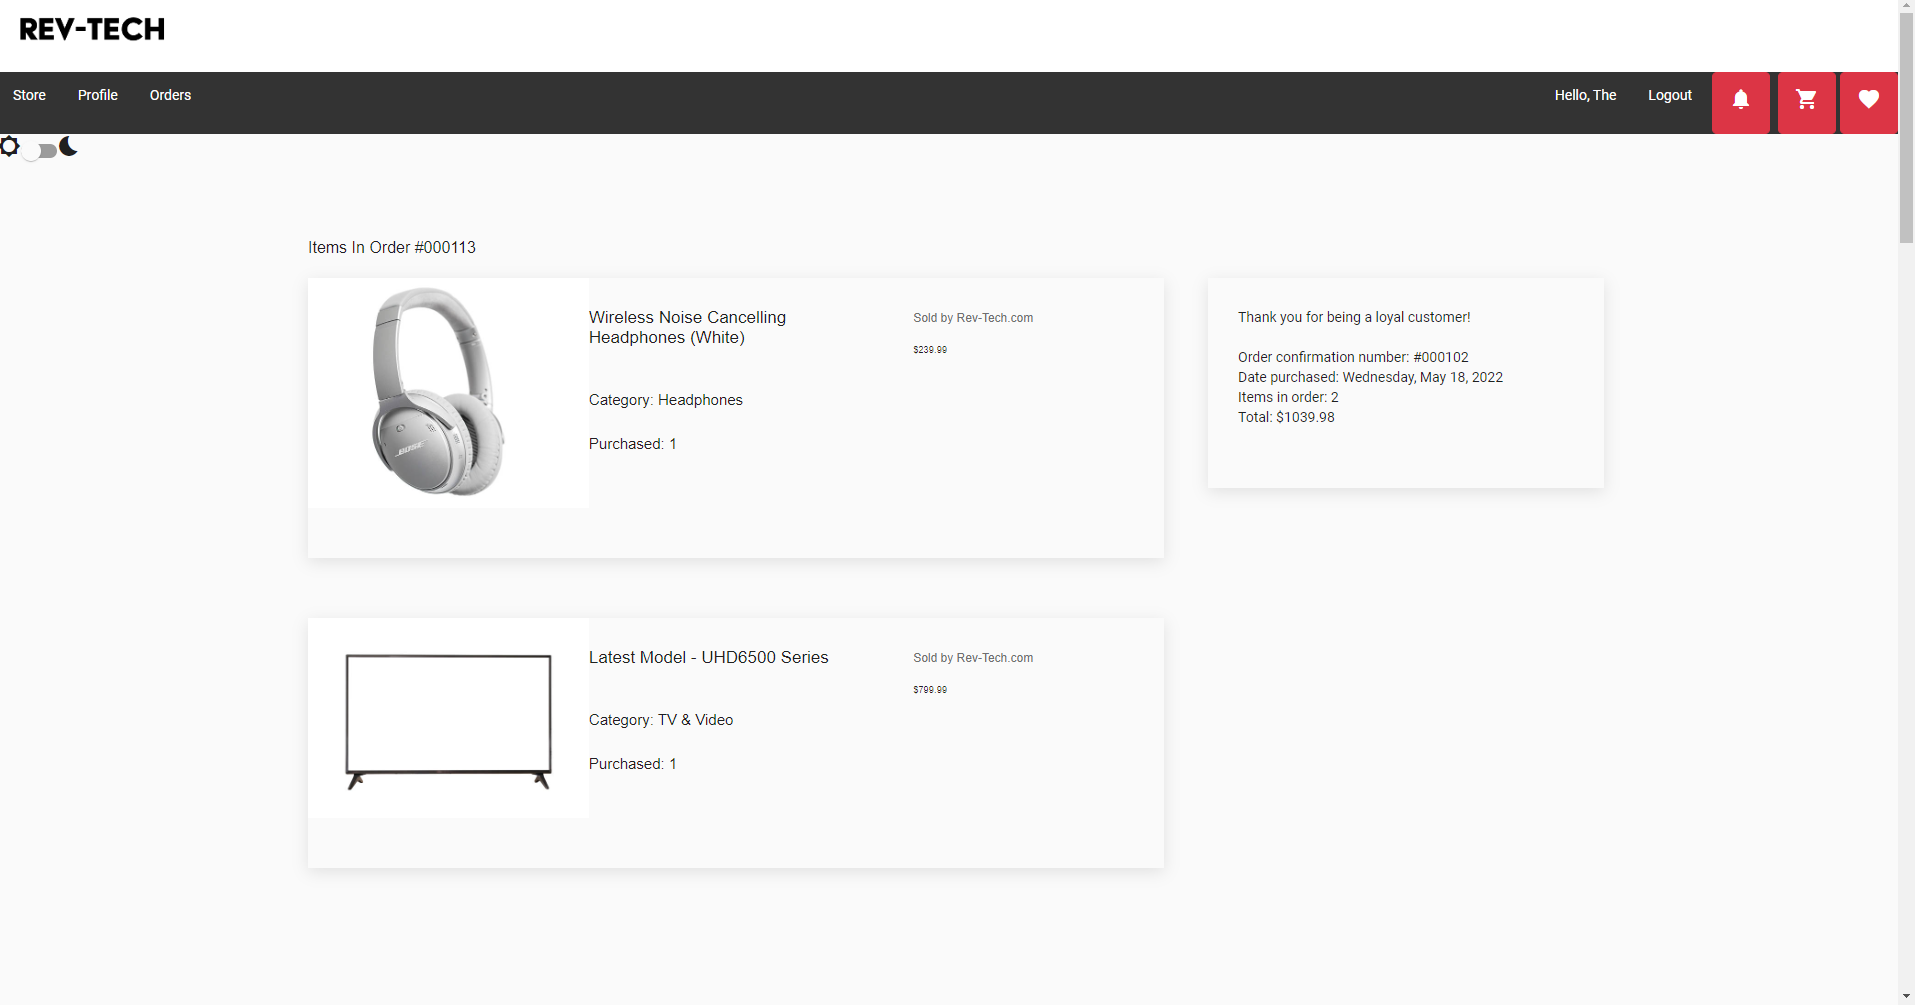 REV-TECH
Store Profile Orders Hello, The Logout
Items In Order #000113
Wireless Noise Cancelling
Headphones (White)
Sold by Rev-Tech.com
$239.99
Category: Headphones
Purchased: 1
BOSE
Thank you for being a loyal customer!
Order confirmation number: #000102
Date purchased: Wednesday, May 18, 2022
Items in order: 2
Total: $1039.98
Latest Model - UHD6500 Series
Sold by Rev-Tech.com
$799.99
Category: TV & Video
Purchased: 1